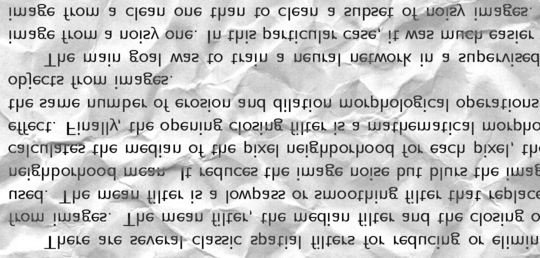 There are several classic spatial filters for reducing or elimin
from images. The mean filter, the median filter and the closing o
used. The mean filter is a lowpass or smoothing filter that replace
neighborhood mean. It reduces the image noise but blurs the imag
calculates the median of the pixel neighborhood for each pixel, th
effect. Finally, the opening closing filter is a mathematical morpho
the same number of erosion and dilation morphological operations
objects from images.
The main goal was to train a neural network in a supervised
image from a noisy one. In this particular case, it was much easier
image from a clean one than to clean a subset of noisy images.